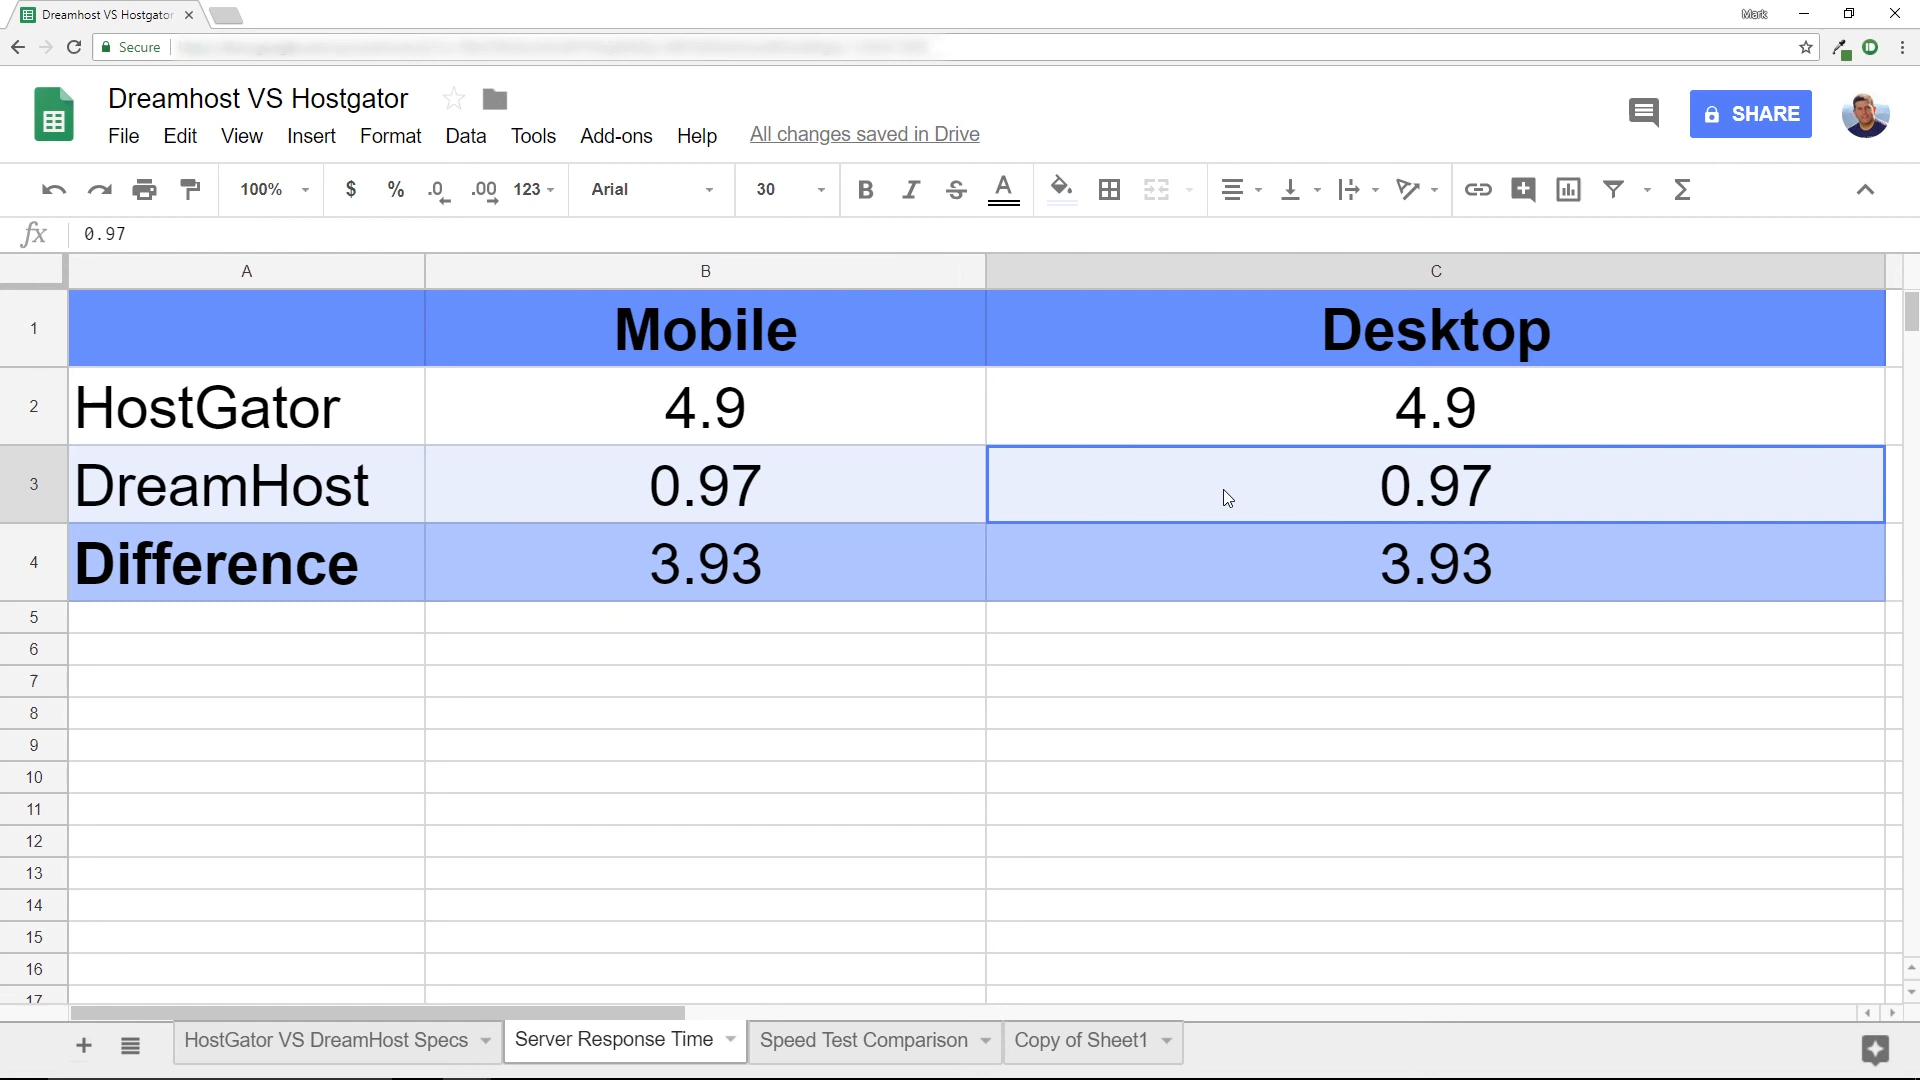 Dreamhost VS Hostgator
Mark
Secure
Dreamhost VS Hostgator
File Edit View Insert Format Data Tools Add-ons Help All changes saved in Drive
SHARE
100% $ % .0 .00 123 Arial 30 B I S A
fx 0.97
A B C
1 Mobile Desktop
2 HostGator 4.9 4.9
3 DreamHost 0.97 0.97
4 Difference 3.93 3.93
5
6
7
8
9
10
11
12
13
14
15
16
17
HostGator VS DreamHost Specs Server Response Time Speed Test Comparison Copy of Sheet1